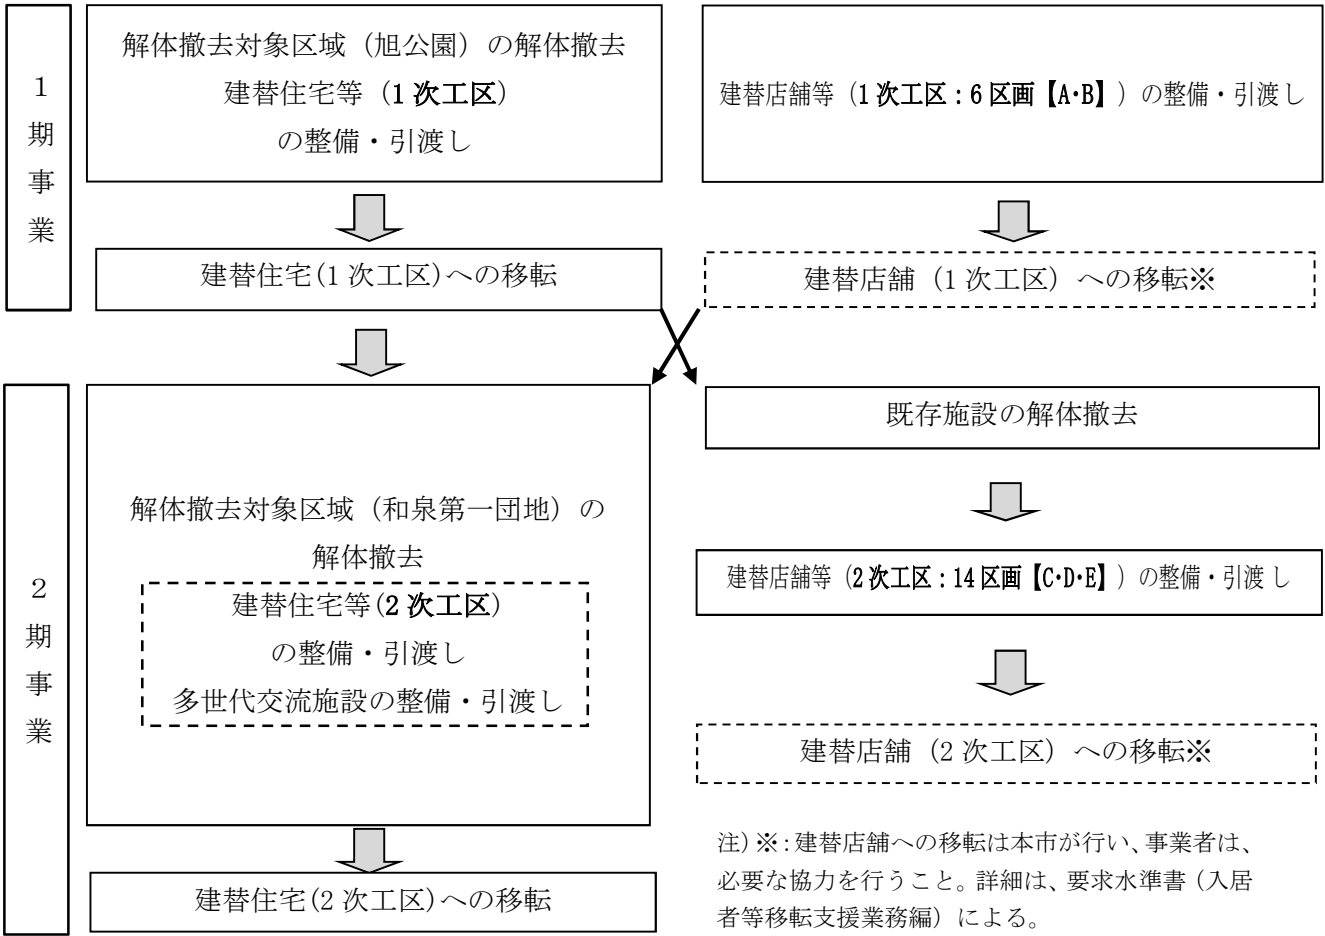 1
期
事
業
解体撤去対象区域（旭公園）の解体撤去
建替住宅等（1 次工区）
の整備・引渡し
建替店舗等（1 次工区：6 区画【A・B】）の整備・引渡し
建替住宅(1 次工区)への移転
建替店舗（1 次工区）への移転※
2
期
事
業
解体撤去対象区域（和泉第一団地）の
解体撤去
建替住宅等(2 次工区)
の整備・引渡し
多世代交流施設の整備・引渡し
既存施設の解体撤去
建替店舗等（2 次工区：14 区画【C・D・E】）の整備・引渡し
建替店舗（2 次工区）への移転※
建替住宅(2 次工区)への移転
注)※：建替店舗への移転は本市が行い、事業者は、
必要な協力を行うこと。詳細は、要求水準書（入居
者等移転支援業務編）による。